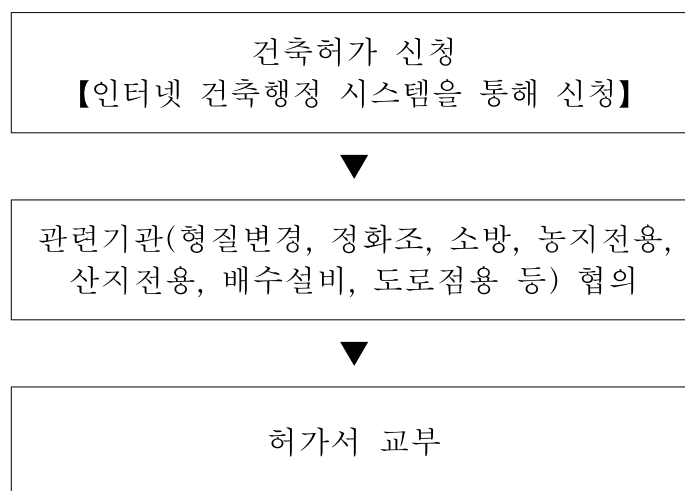 건축허가 신청
【인터넷 건축행정 시스템을 통해 신청】
▼
관련기관(형질변경, 정화조, 소방, 농지전용,
산지전용, 배수설비, 도로점용 등) 협의
▼
허가서 교부